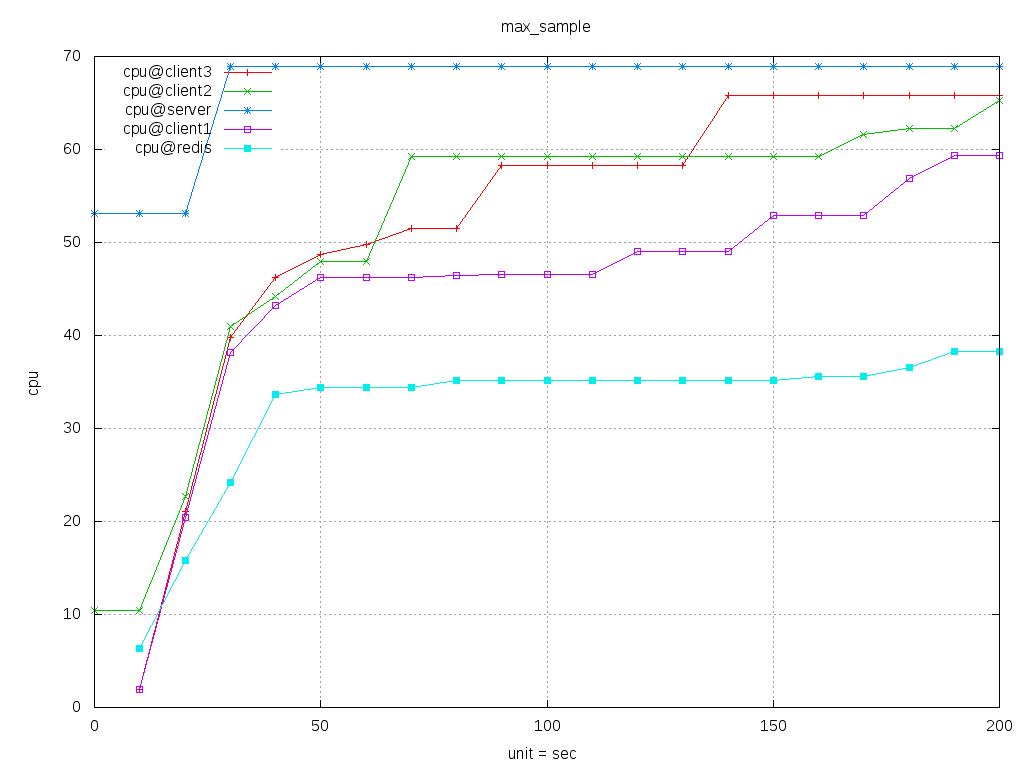 max_sample
70
60
50
40
30
20
10
0
cpu
cpu@client3
cpu@client2
cpu@server
cpu@client1
cpu@redis
0 50 100 150 200
unit = sec